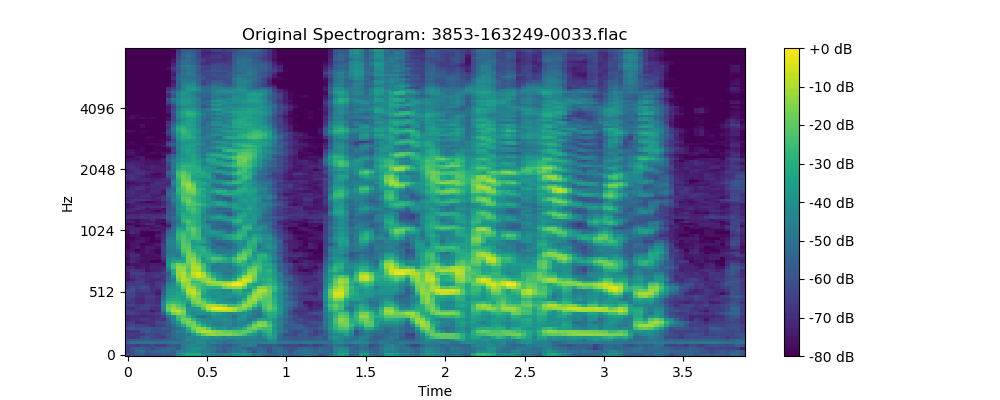 Original Spectrogram: 3853-163249-0033.flac
4096
2048
1024
512
0
Hz
0
0.5
1
1.5
2
2.5
3
3.5
Time
+0 dB
-10 dB
-20 dB
-30 dB
-40 dB
-50 dB
-60 dB
-70 dB
-80 dB